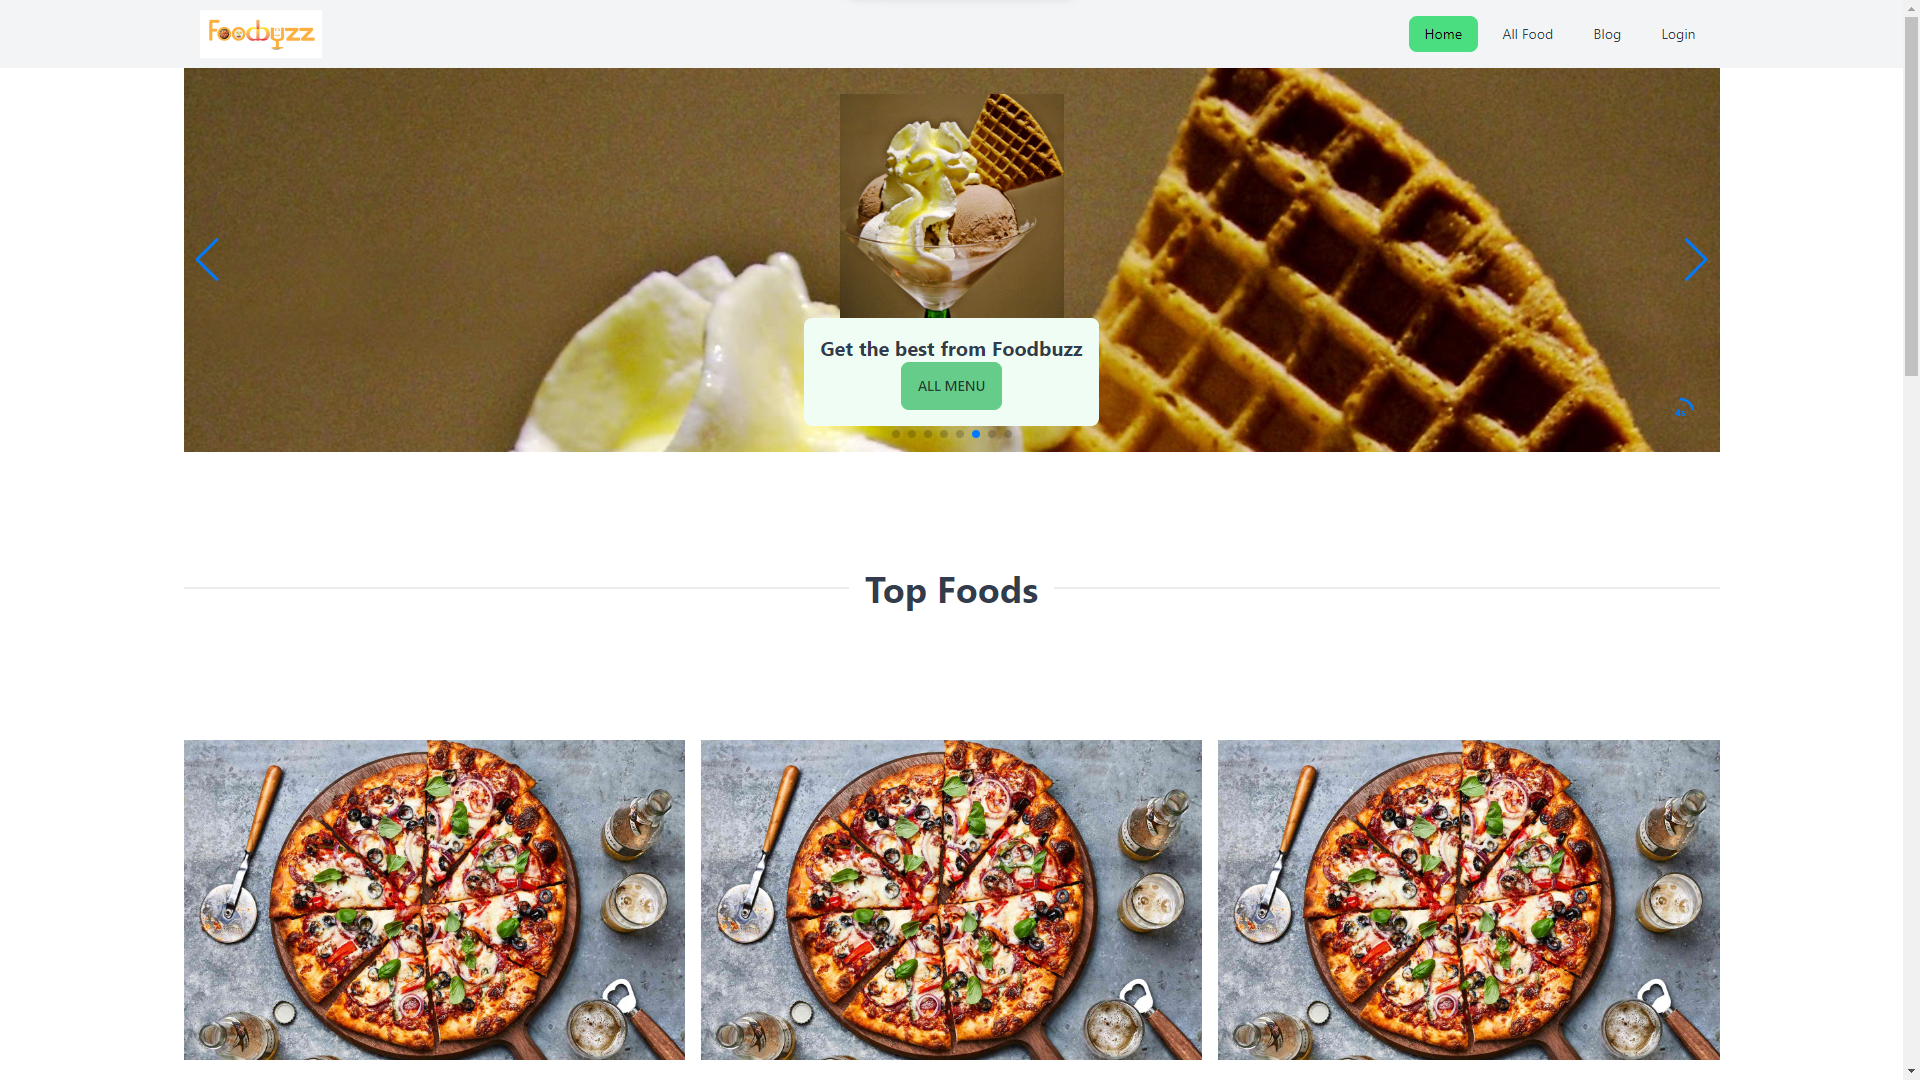 Foodbuzz
Home
All Food
Blog
Login
Get the best from Foodbuzz
ALL MENU
Top Foods